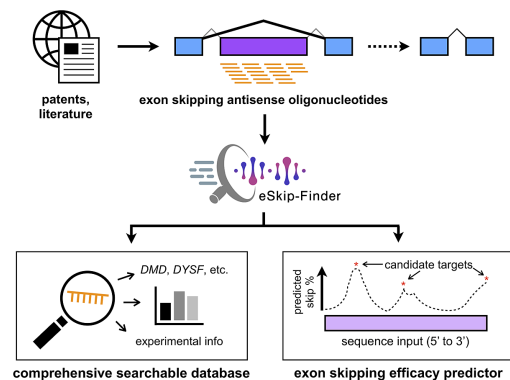 patents,
literature
exon skipping antisense oligonucleotides
eSkip-Finder
DMD, DYSF, etc.
experimental info
comprehensive searchable database
predicted
skip %
* * *
candidate targets
sequence input (5' to 3')
exon skipping efficacy predictor